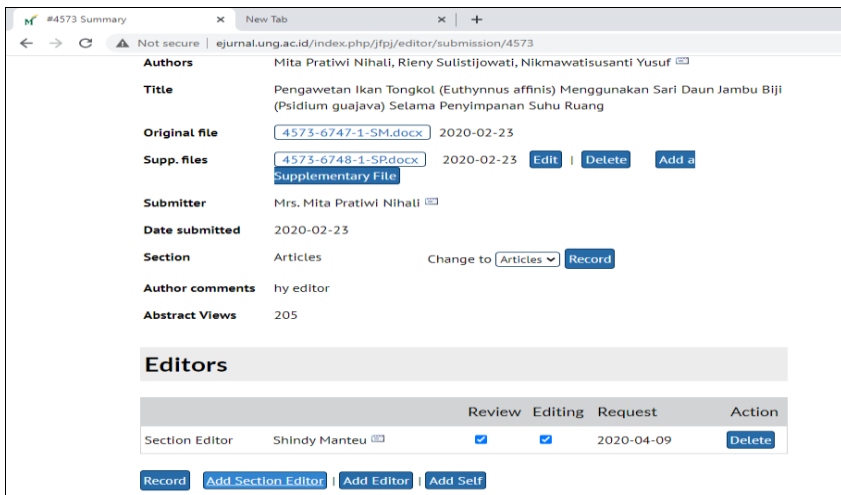 #4573 Summary × New Tab × +
Not secure | ejurnal.ung.ac.id/index.php/jfpj/editor/submission/4573
Authors Mita Pratiwi Nihali, Rieny Sulistijowati, Nikmawatisusanti Yusuf
Title Pengawetan Ikan Tongkol (Euthynnus affinis) Menggunakan Sari Daun Jambu Biji
(Psidium guajava) Selama Penyimpanan Suhu Ruang
Original file 4573-6747-1-SM.docx 2020-02-23
Supp. files 4573-6748-1-SP.docx 2020-02-23 Edit | Delete Add a
Supplementary File
Submitter Mrs. Mita Pratiwi Nihali
Date submitted 2020-02-23
Section Articles Change to Articles Record
Author comments hy editor
Abstract Views 205
Editors
Review Editing Request Action
Section Editor Shindy Manteu 2020-04-09 Delete
Record Add Section Editor | Add Editor | Add Self